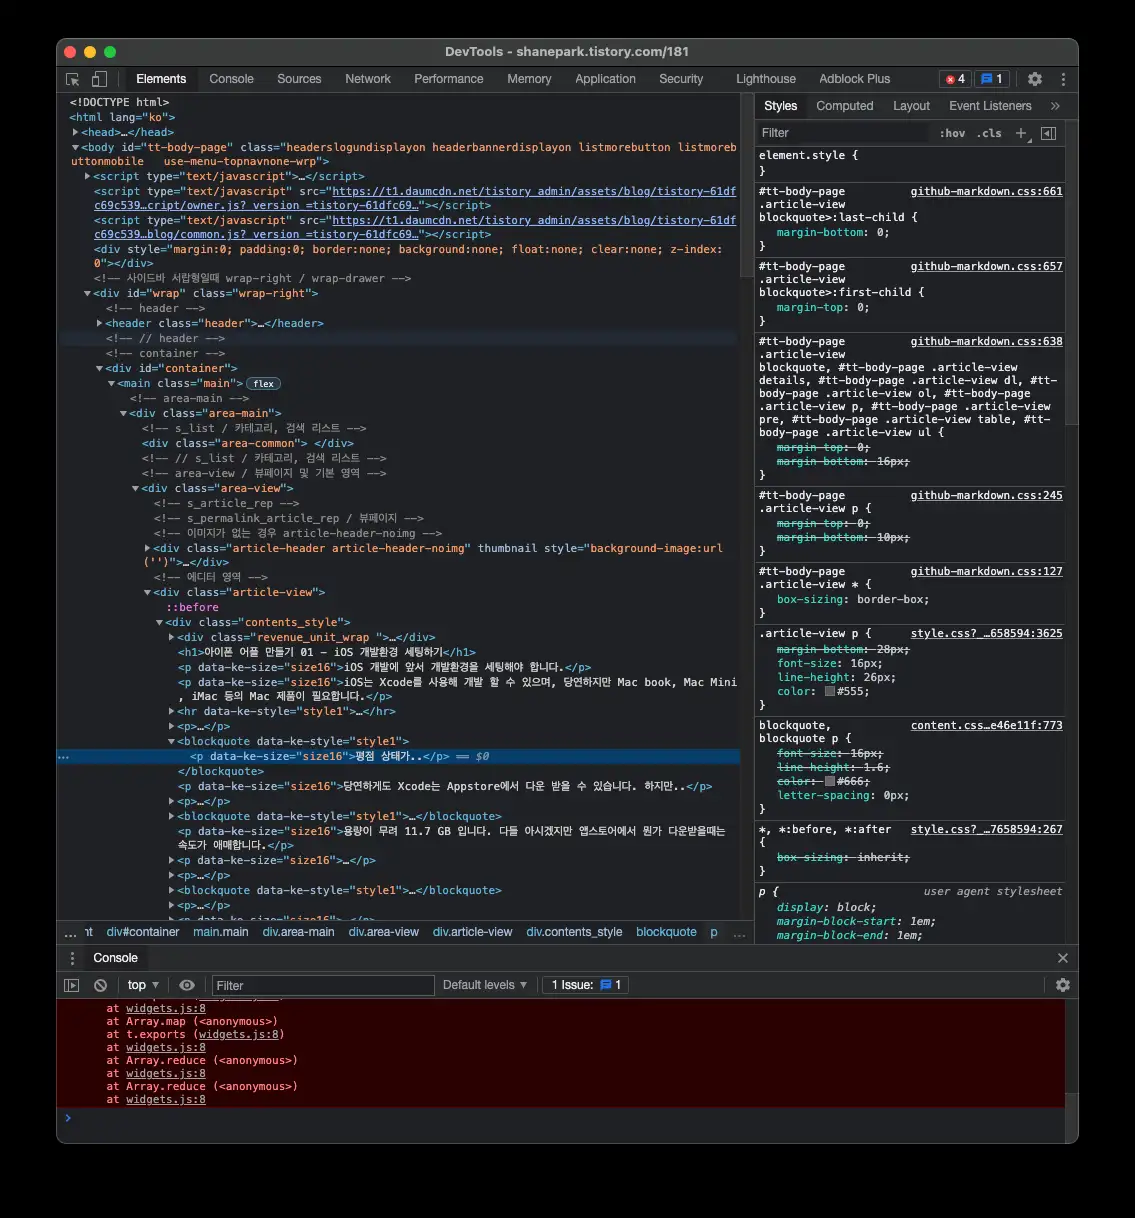 DevTools - shanepark.tistory.com/181
Elements Console Sources Network Performance Memory Application Security Lighthouse Adblock Plus 4 1
<!DOCTYPE html>
<html lang="ko">
<head>…</head>
<body id="tt-body-page" class="headerslogundisplayon headerbannerdisplayon listmorebutton listmoreb
uttonmobile use-menu-topnavnone-wrp">
<script type="text/javascript">…</script>
<script type="text/javascript" src="https://t1.daumcdn.net/tistory_admin/assets/blog/tistory-61df
c69c539…cript/owner.js?_version_=tistory-61dfc69…"></script>
<script type="text/javascript" src="https://t1.daumcdn.net/tistory_admin/assets/blog/tistory-61df
c69c539…blog/common.js?_version_=tistory-61dfc69…"></script>
<div style="margin:0; padding:0; border:none; background:none; float:none; clear:none; z-index:
0"></div>
<!-- 사이드바 서랍형일때 wrap-right / wrap-drawer -->
<div id="wrap" class="wrap-right">
<!-- header -->
<header class="header">…</header>
<!-- // header -->
<!-- container -->
<div id="container">
<main class="main"> flex
<!-- area-main -->
<div class="area-main">
<!-- s_list / 카테고리, 검색 리스트 -->
<div class="area-common"> </div>
<!-- // s_list / 카테고리, 검색 리스트 -->
<!-- area-view / 뷰페이지 및 기본 영역 -->
<div class="area-view">
<!-- s_article_rep -->
<!-- s_permalink_article_rep / 뷰페이지 -->
<!-- 이미지가 없는 경우 article-header-noimg -->
<div class="article-header article-header-noimg" thumbnail style="background-image:url
('')">…</div>
<!-- 에디터 영역 -->
<div class="article-view">
::before
<div class="contents_style">
<div class="revenue_unit_wrap ">…</div>
<h1>아이폰 어플 만들기 01 - iOS 개발환경 세팅하기</h1>
<p data-ke-size="size16">iOS 개발에 앞서 개발환경을 세팅해야 합니다.</p>
<p data-ke-size="size16">iOS는 Xcode를 사용해 개발 할 수 있으며, 당연하지만 Mac book, Mac Mini
, iMac 등의 Mac 제품이 필요합니다.</p>
<hr data-ke-style="style1">…</hr>
<p>…</p>
<blockquote data-ke-style="style1">
… <p data-ke-size="size16">평점 상태가..</p> == $0
</blockquote>
<p data-ke-size="size16">당연하게도 Xcode는 Appstore에서 다운 받을 수 있습니다. 하지만..</p>
<p>…</p>
<blockquote data-ke-style="style1">…</blockquote>
<p data-ke-size="size16">용량이 무려 11.7 GB 입니다. 다들 아시겠지만 앱스토어에서 뭔가 다운받을때는
속도가 애매합니다.</p>
<p data-ke-size="size16">…</p>
<p>…</p>
<blockquote data-ke-style="style1">…</blockquote>
<p>…</p>
<p data-ke-size="size16">…</p>
… nt div#container main.main div.area-main div.area-view div.article-view div.contents_style blockquote p …
Styles Computed Layout Event Listeners »
Filter :hov .cls +
element.style {
}
#tt-body-page github-markdown.css:661
.article-view
blockquote>:last-child {
margin-bottom: 0;
}
#tt-body-page github-markdown.css:657
.article-view
blockquote>:first-child {
margin-top: 0;
}
#tt-body-page github-markdown.css:638
.article-view
blockquote, #tt-body-page .article-view
details, #tt-body-page .article-view dl, #tt-
body-page .article-view ol, #tt-body-page
.article-view p, #tt-body-page .article-view
pre, #tt-body-page .article-view table, #tt-
body-page .article-view ul {
margin-top: 0;
margin-bottom: 16px;
}
#tt-body-page github-markdown.css:245
.article-view p {
margin-top: 0;
margin-bottom: 10px;
}
#tt-body-page github-markdown.css:127
.article-view * {
box-sizing: border-box;
}
.article-view p { style.css?_…658594:3625
margin-bottom: 28px;
font-size: 16px;
line-height: 26px;
color: #555;
}
blockquote, content.css…e46e11f:773
blockquote p {
font-size: 16px;
line-height: 1.6;
color: #666;
letter-spacing: 0px;
}
*, *:before, *:after style.css?_…7658594:267
{
box-sizing: inherit;
}
p { user agent stylesheet
display: block;
margin-block-start: 1em;
margin-block-end: 1em;
Console
top Filter Default levels 1 Issue: 1
at widgets.js:8
at Array.map (<anonymous>)
at t.exports (widgets.js:8)
at widgets.js:8
at Array.reduce (<anonymous>)
at widgets.js:8
at Array.reduce (<anonymous>)
at widgets.js:8
>